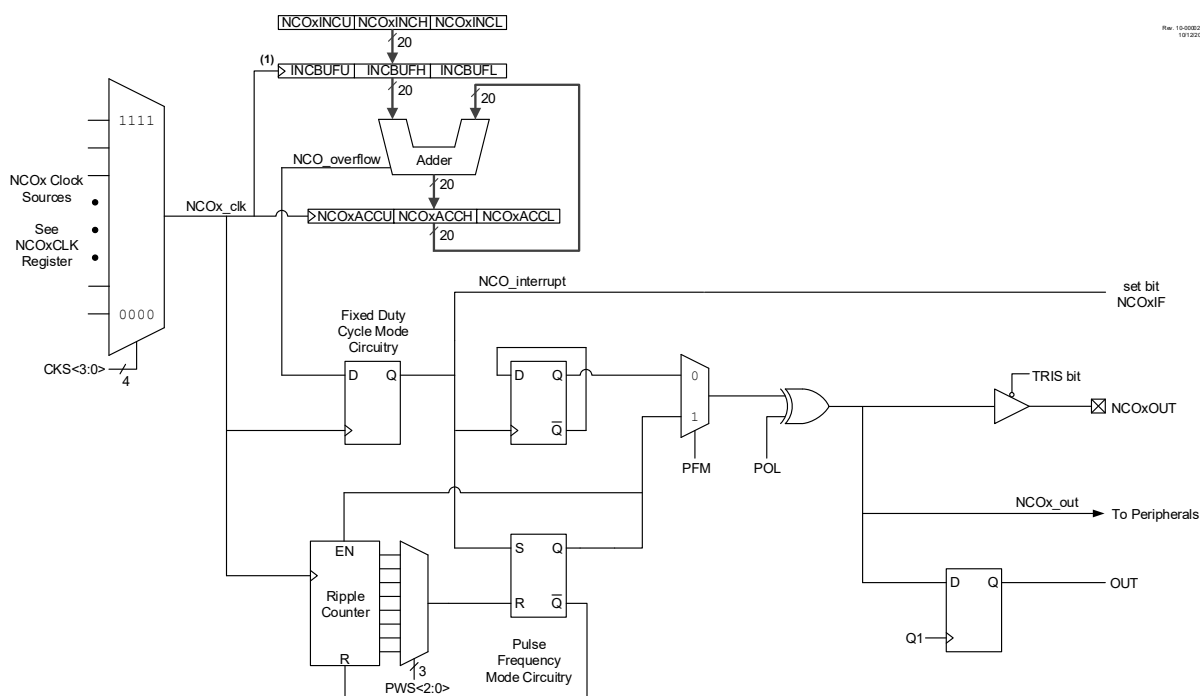 NCOxINCU NCOxINCH NCOxINCL
20
(1)
INCBUFU INCBUFH INCBUFL
20
20
1111
Adder
NCO_overflow
20
NCOx Clock
Sources
See
NCOxCLK
Register
NCOx_clk
NCOxACCU NCOxACCH NCOxACCL
20
0000
CKS<3:0>
4
NCO_interrupt
set bit
NCOxIF
Fixed Duty
Cycle Mode
Circuitry
D Q
D Q
Q
0
1
PFM
POL
TRIS bit
NCOxOUT
NCOx_out
To Peripherals
EN
Ripple
Counter
R
3
PWS<2:0>
S Q
R Q
Pulse
Frequency
Mode Circuitry
D Q
OUT
Q1